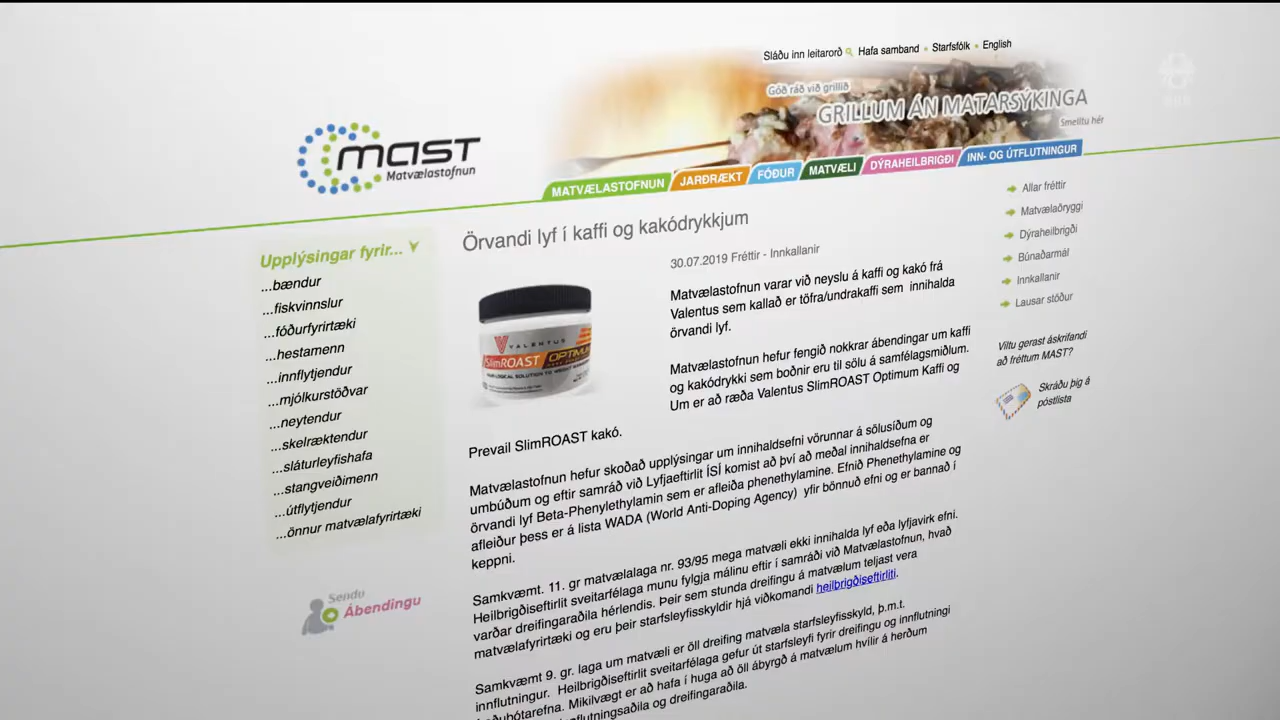 Sláðu inn leitarorð
Hafa samband
Starfsfólk
English
Góð ráð við grillið
GRILLUM ÁN MATARSÝKINGA
Smelltu hér
mast
Matvælastofnun
MATVÆLASTOFNUN
JARÐRÆKT
FÓÐUR
MATVÆLI
DÝRAHEILBRIGÐI
INN- OG ÚTFLUTNINGUR
Upplýsingar fyrir...
...bændur
...fiskvinnslur
...fóðurfyrirtæki
...hestamenn
...innflytjendur
...mjólkurstöðvar
...neytendur
...skelræktendur
...sláturleyfishafa
...stangveiðimenn
...útflytjendur
...önnur matvælafyrirtæki
Sendu
Ábendingu
Örvandi lyf í kaffi og kakódrykkjum
30.07.2019 Fréttir - Innkallanir
VALENTUS
SlimROAST OPTIMUM
Matvælastofnun varar við neyslu á kaffi og kakó frá
Valentus sem kallað er töfra/undrakaffi sem innihalda
örvandi lyf.
Matvælastofnun hefur fengið nokkrar ábendingar um kaffi
og kakódrykki sem boðnir eru til sölu á samfélagsmiðlum.
Um er að ræða Valentus SlimROAST Optimum Kaffi og
Prevail SlimROAST kakó.
Matvælastofnun hefur skoðað upplýsingar um innihaldsefni vörunnar á sölusíðum og
umbúðum og eftir samráð við Lyfjaeftirlit ÍSÍ komist að því að meðal innihaldsefna er
örvandi lyf Beta-Phenylethylamin sem er afleiða phenethylamine. Efnið Phenethylamine og
afleiður þess er á lista WADA (World Anti-Doping Agency) yfir bönnuð efni og er bannað í
keppni.
Samkvæmt. 11. gr matvælalaga nr. 93/95 mega matvæli ekki innihalda lyf eða lyfjavirk efni.
Heilbrigðiseftirlit sveitarfélaga munu fylgja málinu eftir í samráði við Matvælastofnun, hvað
varðar dreifingaraðila hérlendis. Þeir sem stunda dreifingu á matvælum teljast vera
matvælafyrirtæki og eru þeir starfsleyfisskyldir hjá viðkomandi heilbrigðiseftirliti.
Samkvæmt 9. gr. laga um matvæli er öll dreifing matvæla starfsleyfisskyld, þ.m.t.
innflutningur. Heilbrigðiseftirlit sveitarfélaga gefur út starfsleyfi fyrir dreifingu og innflutningi
Mikilvægt er að hafa í huga að öll ábyrgð á matvælum hvílir á herðum
og dreifingaraðila.
Allar fréttir
Matvælaöryggi
Dýraheilbrigði
Búnaðarmál
Innkallanir
Lausar stöður
Viltu gerast áskrifandi
að fréttum MAST?
Skráðu þig á
póstlista